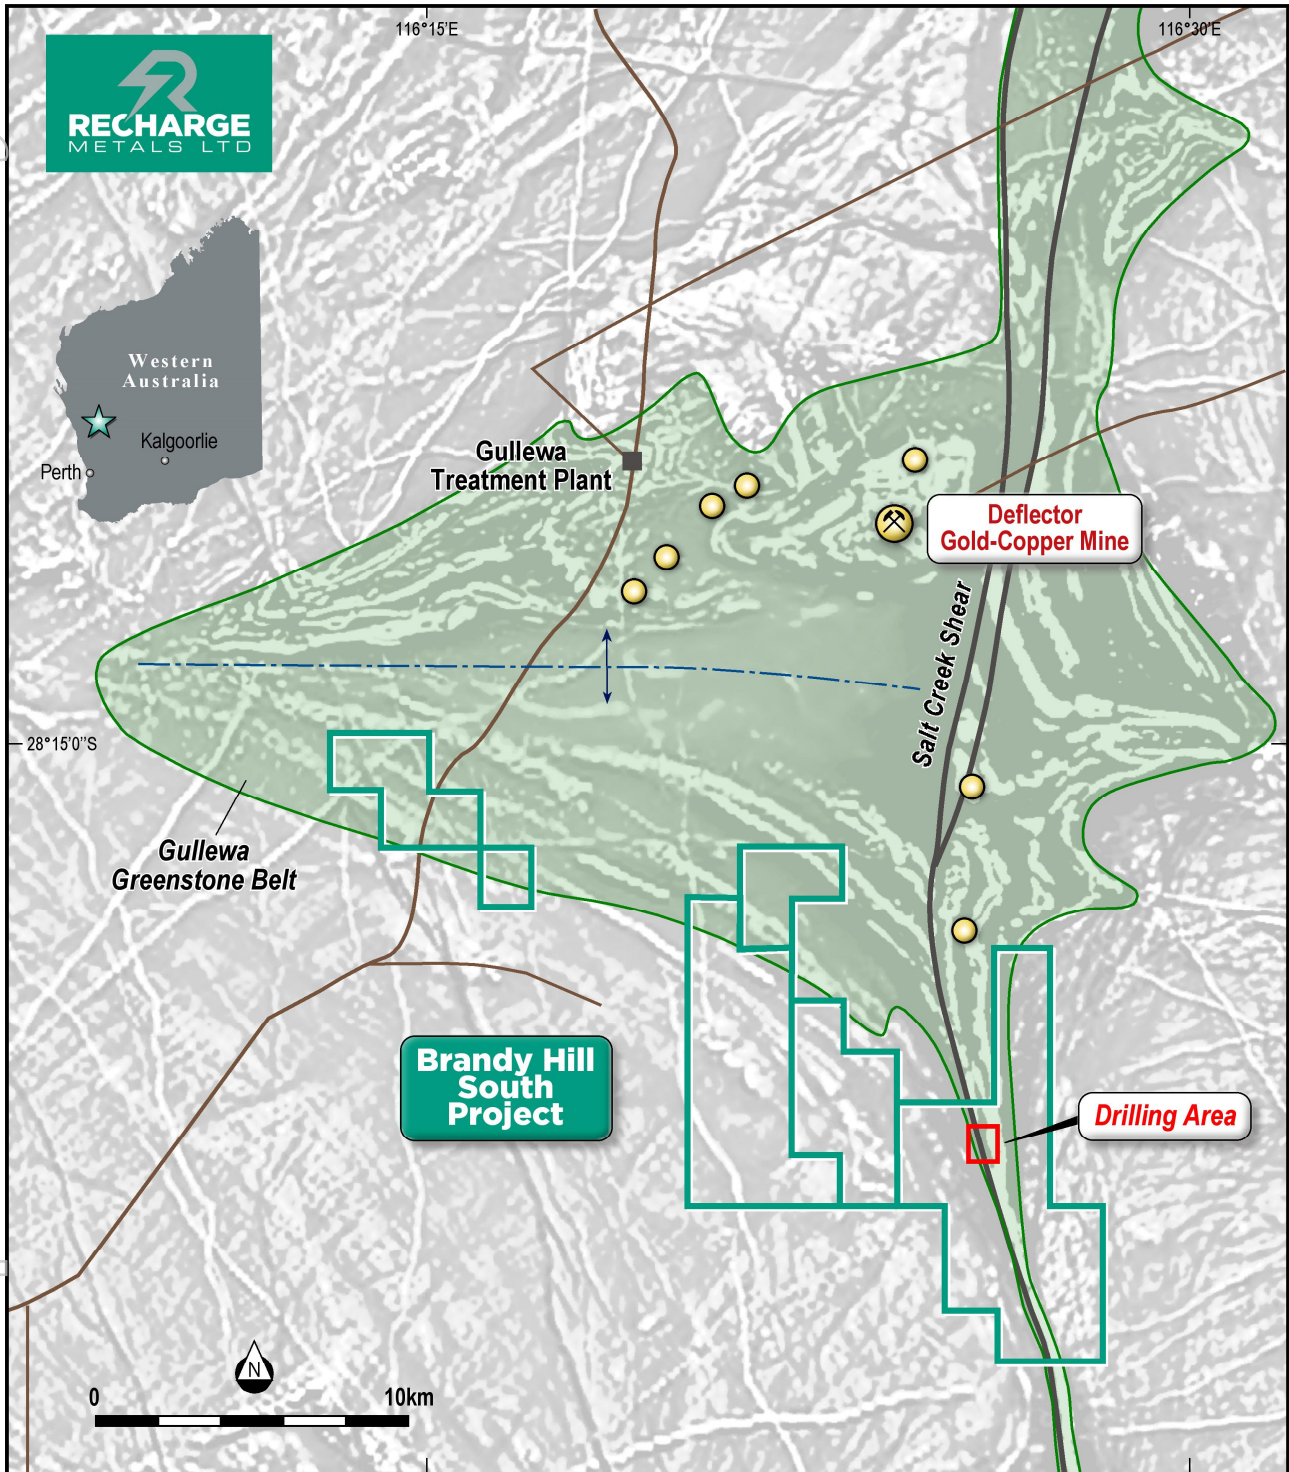 116°15'E
116°30'E
RECHARGE
METALS LTD
Western
Australia
Kalgoorlie
Perth
Gullewa
Treatment Plant
Deflector
Gold-Copper Mine
Salt Creek Shear
28°15'0"S
Gullewa
Greenstone Belt
Brandy Hill
South
Project
Drilling Area
N
0
10km